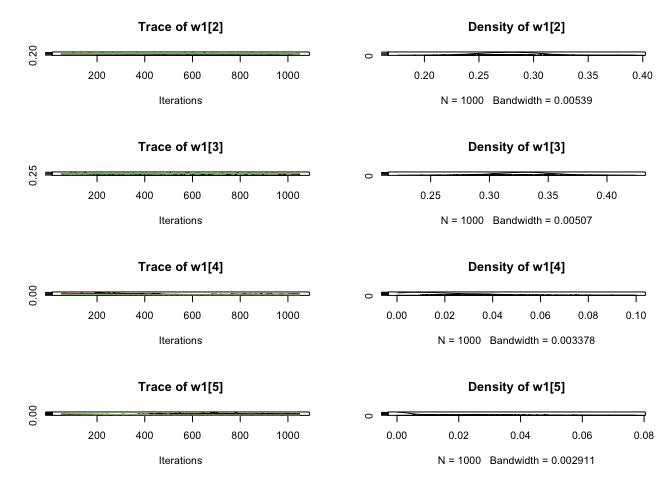 Trace of w1[2]
0.20
200 400 600 800 1000
Iterations
Density of w1[2]
0
0.20 0.25 0.30 0.35 0.40
N = 1000 Bandwidth = 0.00539
Trace of w1[3]
0.25
200 400 600 800 1000
Iterations
Density of w1[3]
0
0.25 0.30 0.35 0.40
N = 1000 Bandwidth = 0.00507
Trace of w1[4]
0.00
200 400 600 800 1000
Iterations
Density of w1[4]
0
0.00 0.02 0.04 0.06 0.08 0.10
N = 1000 Bandwidth = 0.003378
Trace of w1[5]
0.00
200 400 600 800 1000
Iterations
Density of w1[5]
0
0.00 0.02 0.04 0.06 0.08
N = 1000 Bandwidth = 0.002911